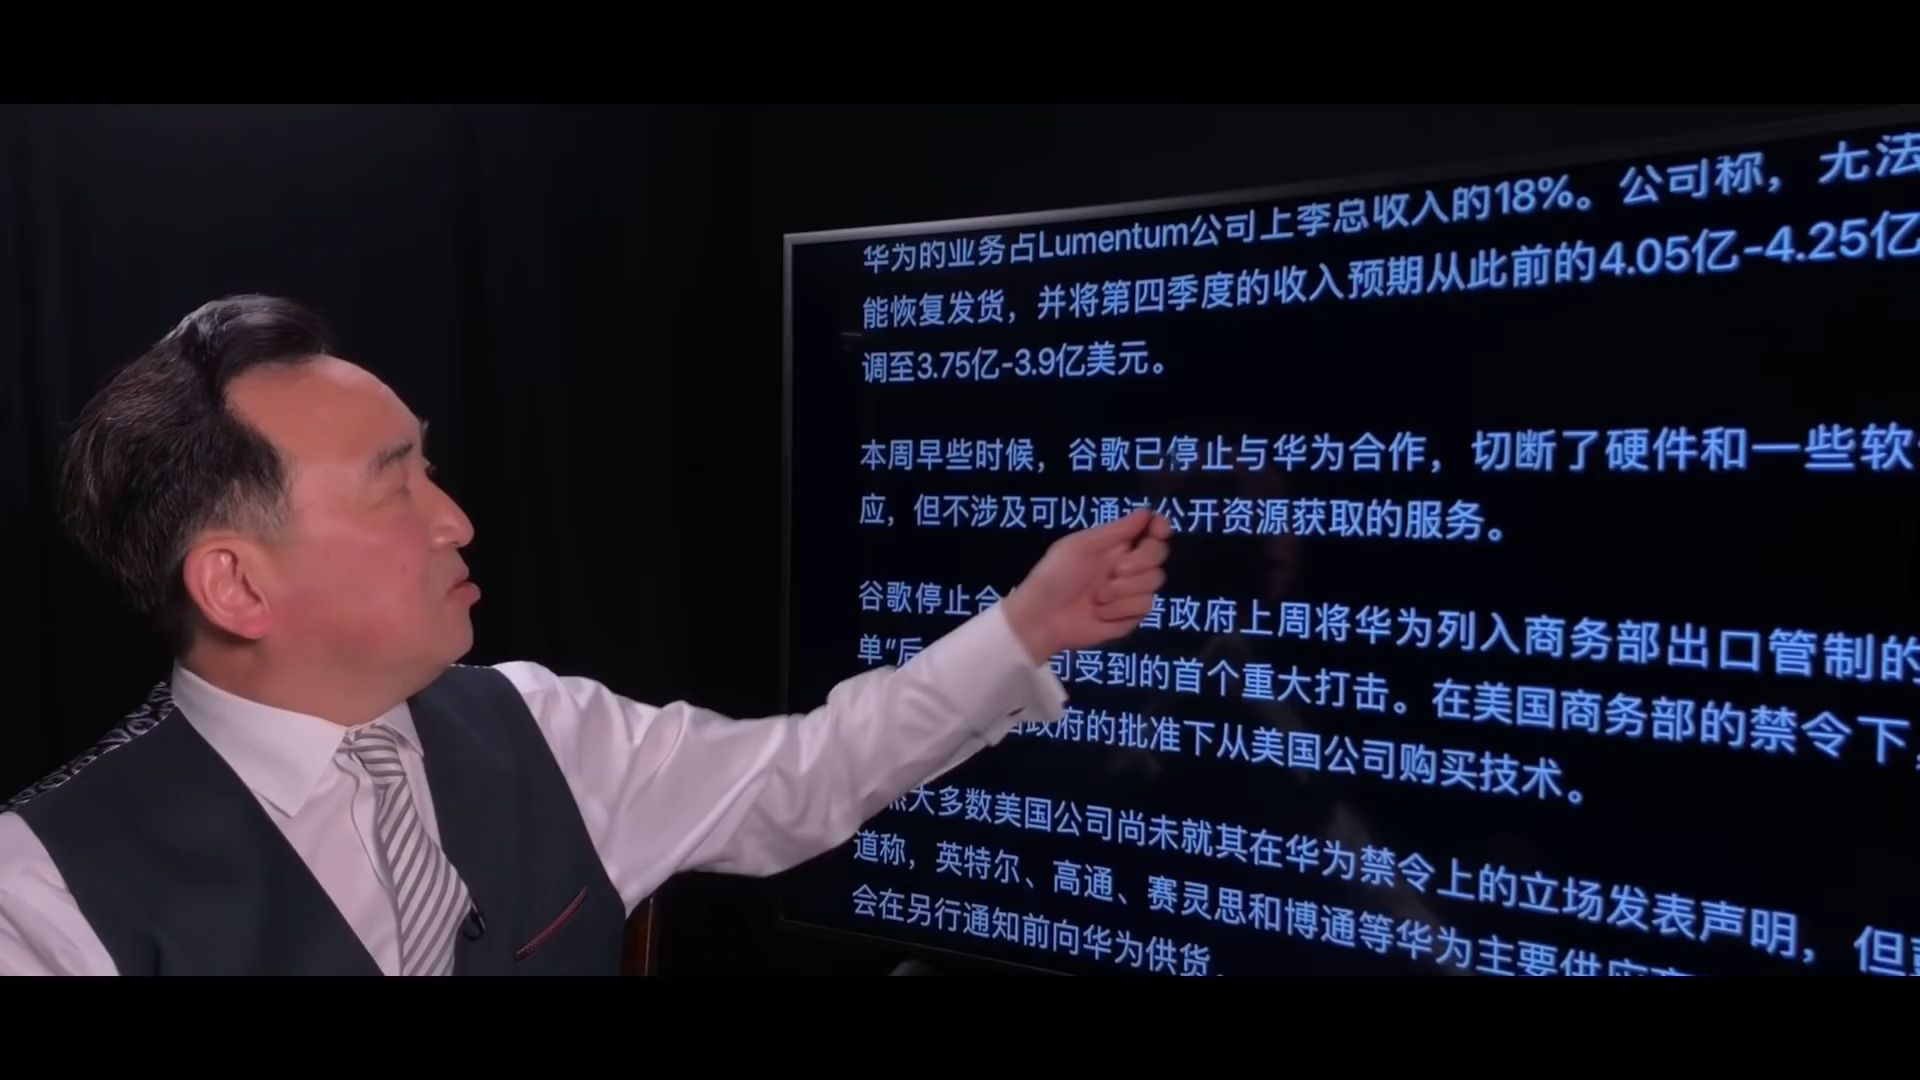 华为的业务占Lumentum公司上季总收入的18%。公司称，无法
能恢复发货，并将第四季度的收入预期从此前的4.05亿-4.25亿
调至3.75亿-3.9亿美元。
本周早些时候，谷歌已停止与华为合作，切断了硬件和一些软
应，但不涉及可以通过公开资源获取的服务。
谷歌停止合 普政府上周将华为列入商务部出口管制的
单“后 司受到的首个重大打击。在美国商务部的禁令下，
政府的批准下从美国公司购买技术。
大多数美国公司尚未就其在华为禁令上的立场发表声明，但
道称，英特尔、高通、赛灵思和博通等华为主要供应
会在另行通知前向华为供货